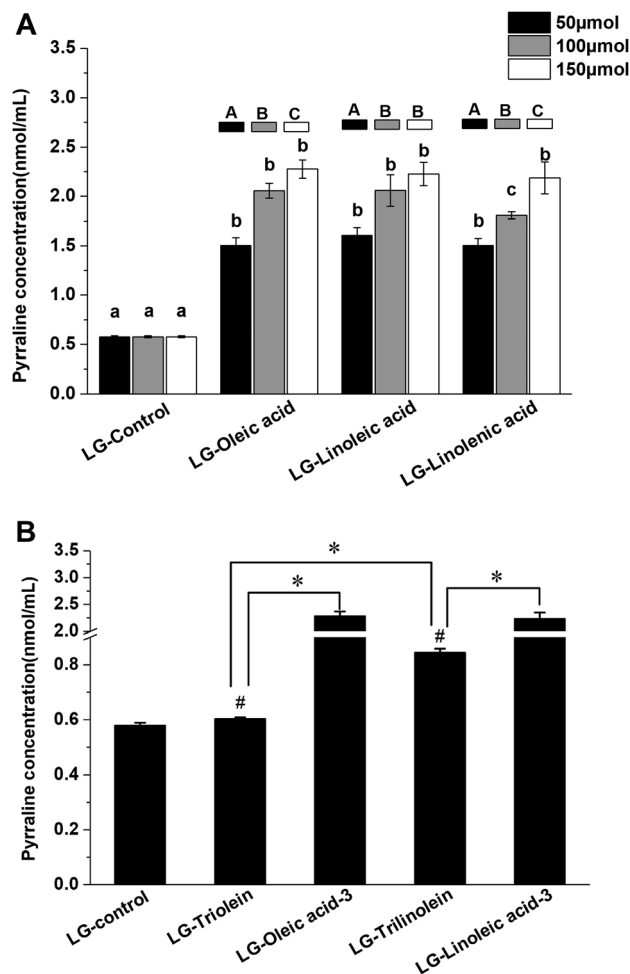 A
50µmol
100µmol
150µmol
Pyrraline concentration(nmol/mL)
3.5
3.0
2.5
2.0
1.5
1.0
0.5
0.0
A B C
A B B
A B C
a a a
b b b
b b b
b c b
LG-Control
LG-Oleic acid
LG-Linoleic acid
LG-Linolenic acid
B
Pyrraline concentration(nmol/mL)
3.5
3.0
2.5
2.0
0.8
0.6
0.4
0.2
0.0
*
* *
#
#
LG-control
LG-Triolein
LG-Oleic acid-3
LG-Trilinolein
LG-Linoleic acid-3